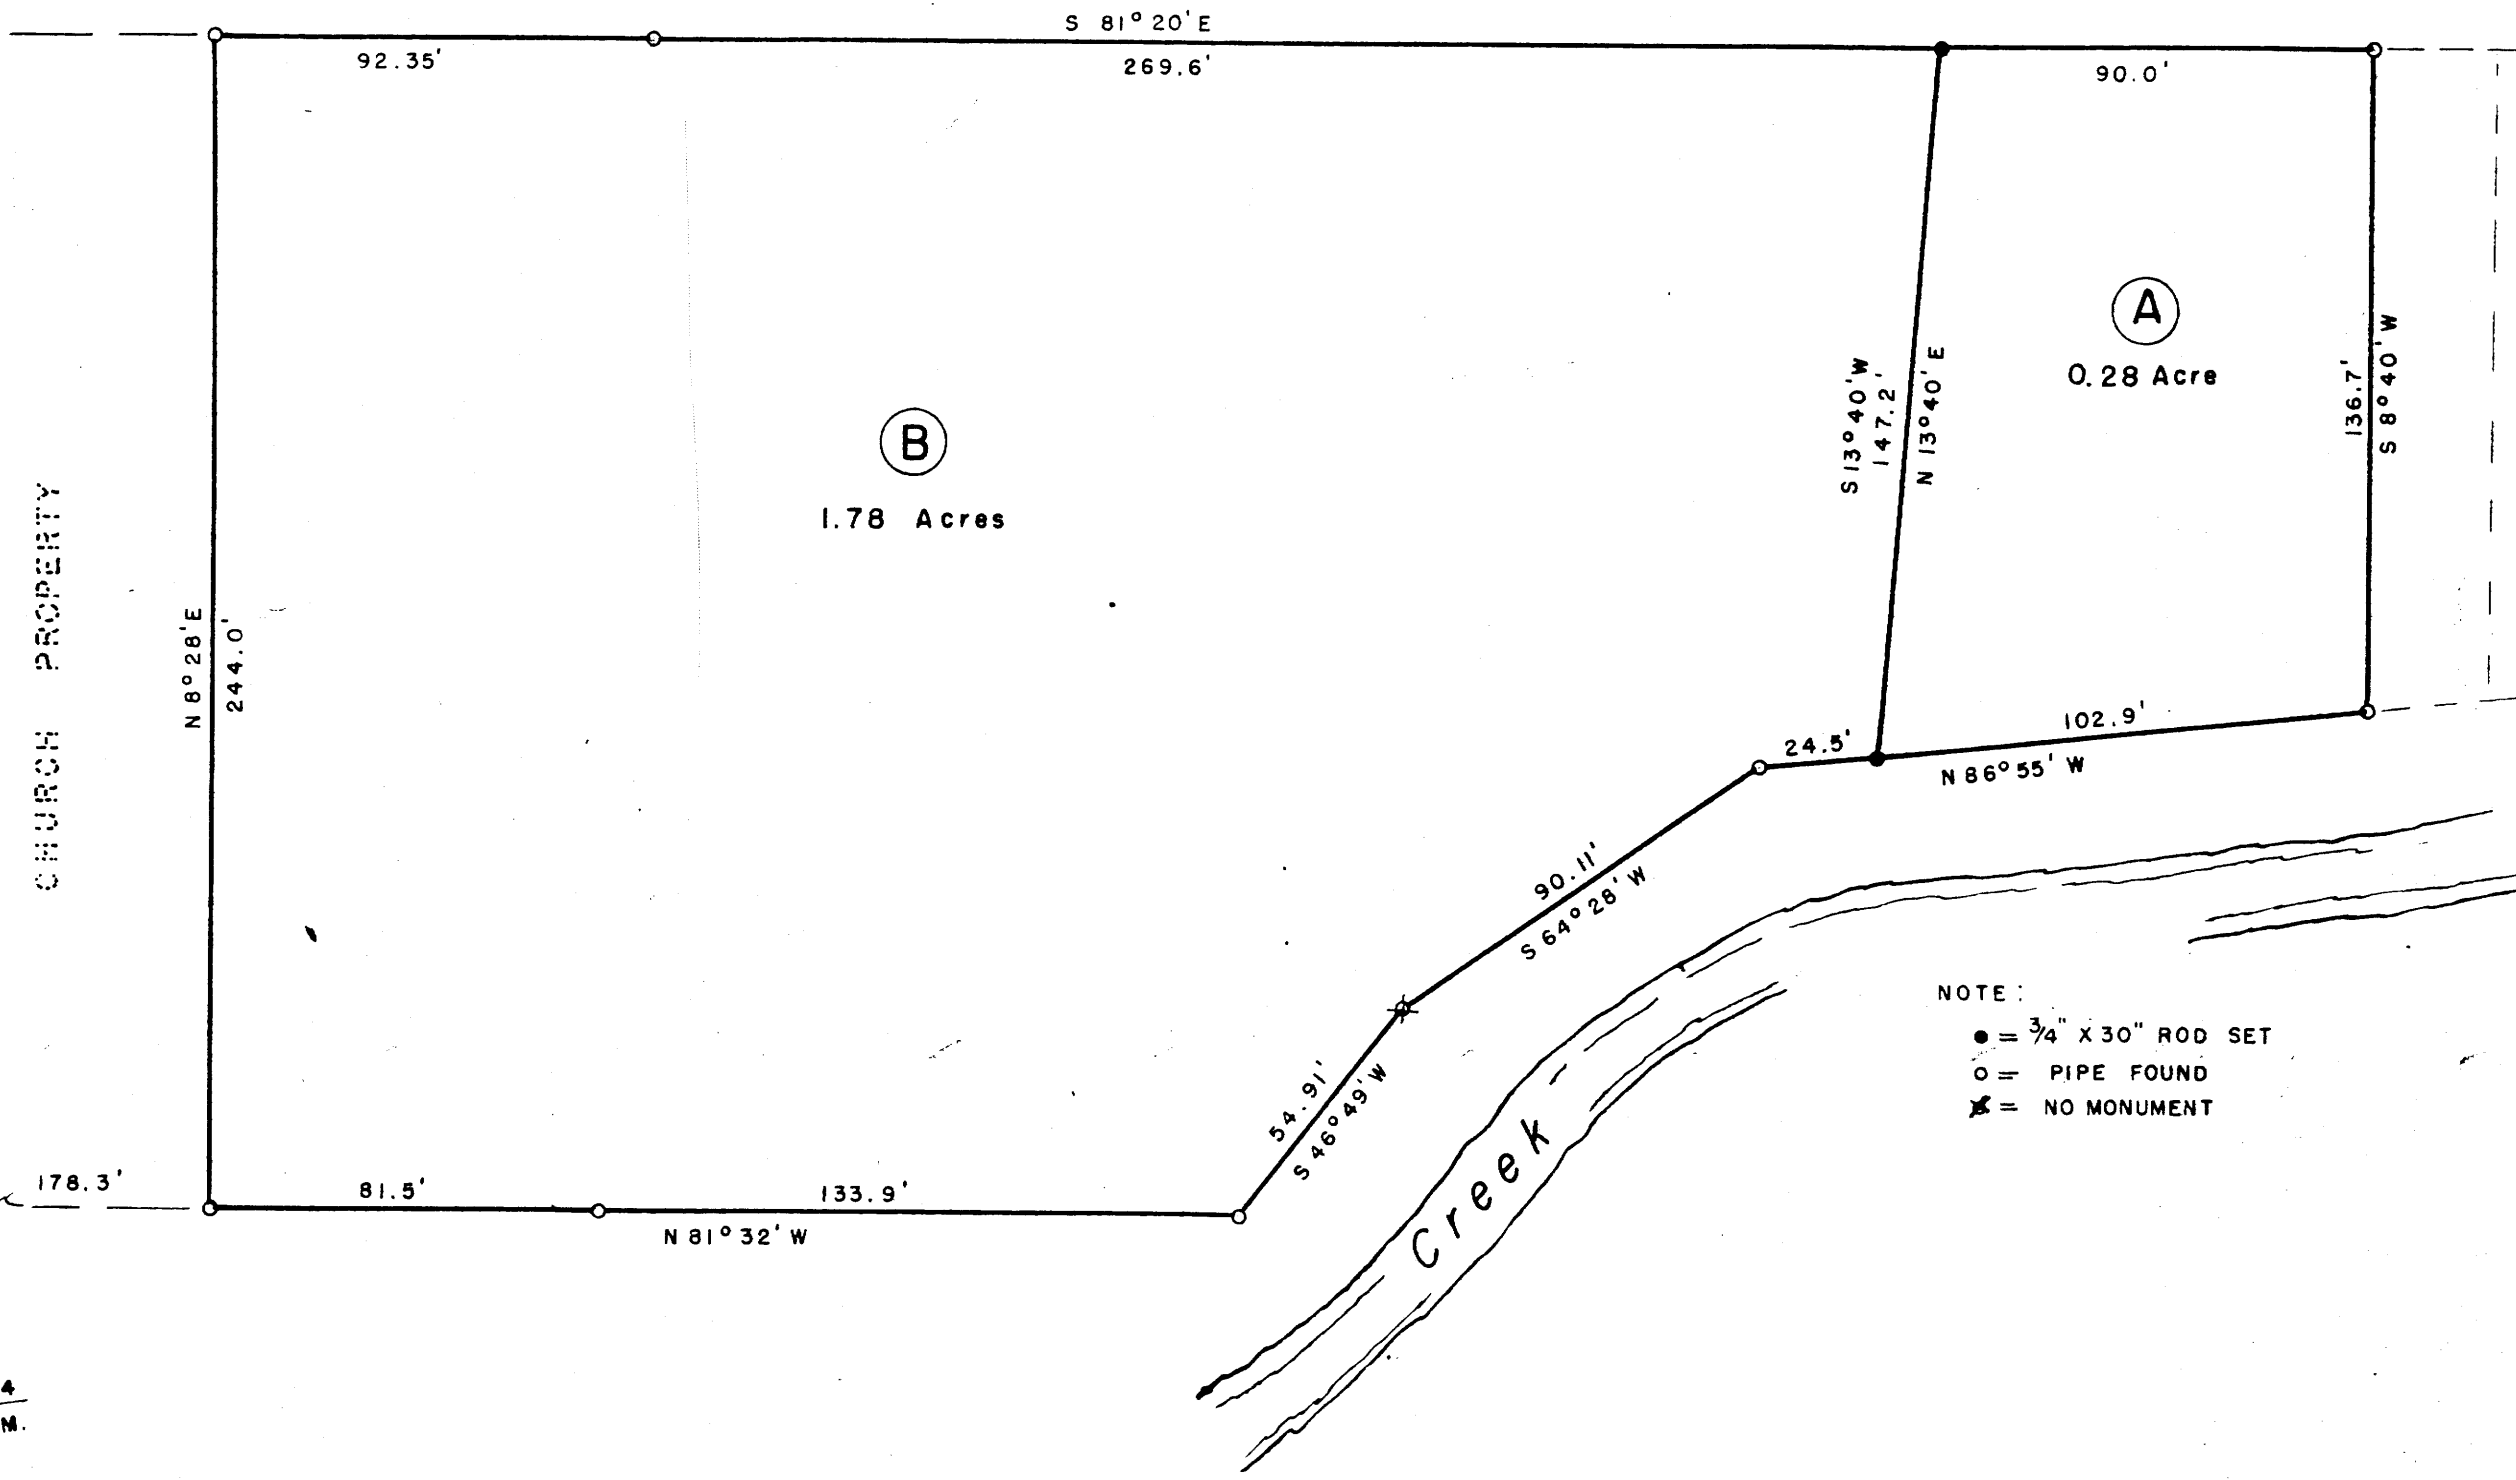 S 81° 20' E
92.35'
269.6'
90.0'
A
0.28 Acre
S 13° 40' W
147.2'
N 13° 40' E
136.7'
S 8° 40' W
B
1.78 Acres
CHURCH PROPERTY
N 8° 28' E
244.0'
24.5'
102.9'
N 86° 55' W
90.11'
S 64° 28' W
54.91'
S 46° 49' W
NOTE:
● = 3/4" X 30" ROD SET
○ = PIPE FOUND
= NO MONUMENT
178.3'
81.5'
133.9'
N 81° 32' W
Creek
4
M.